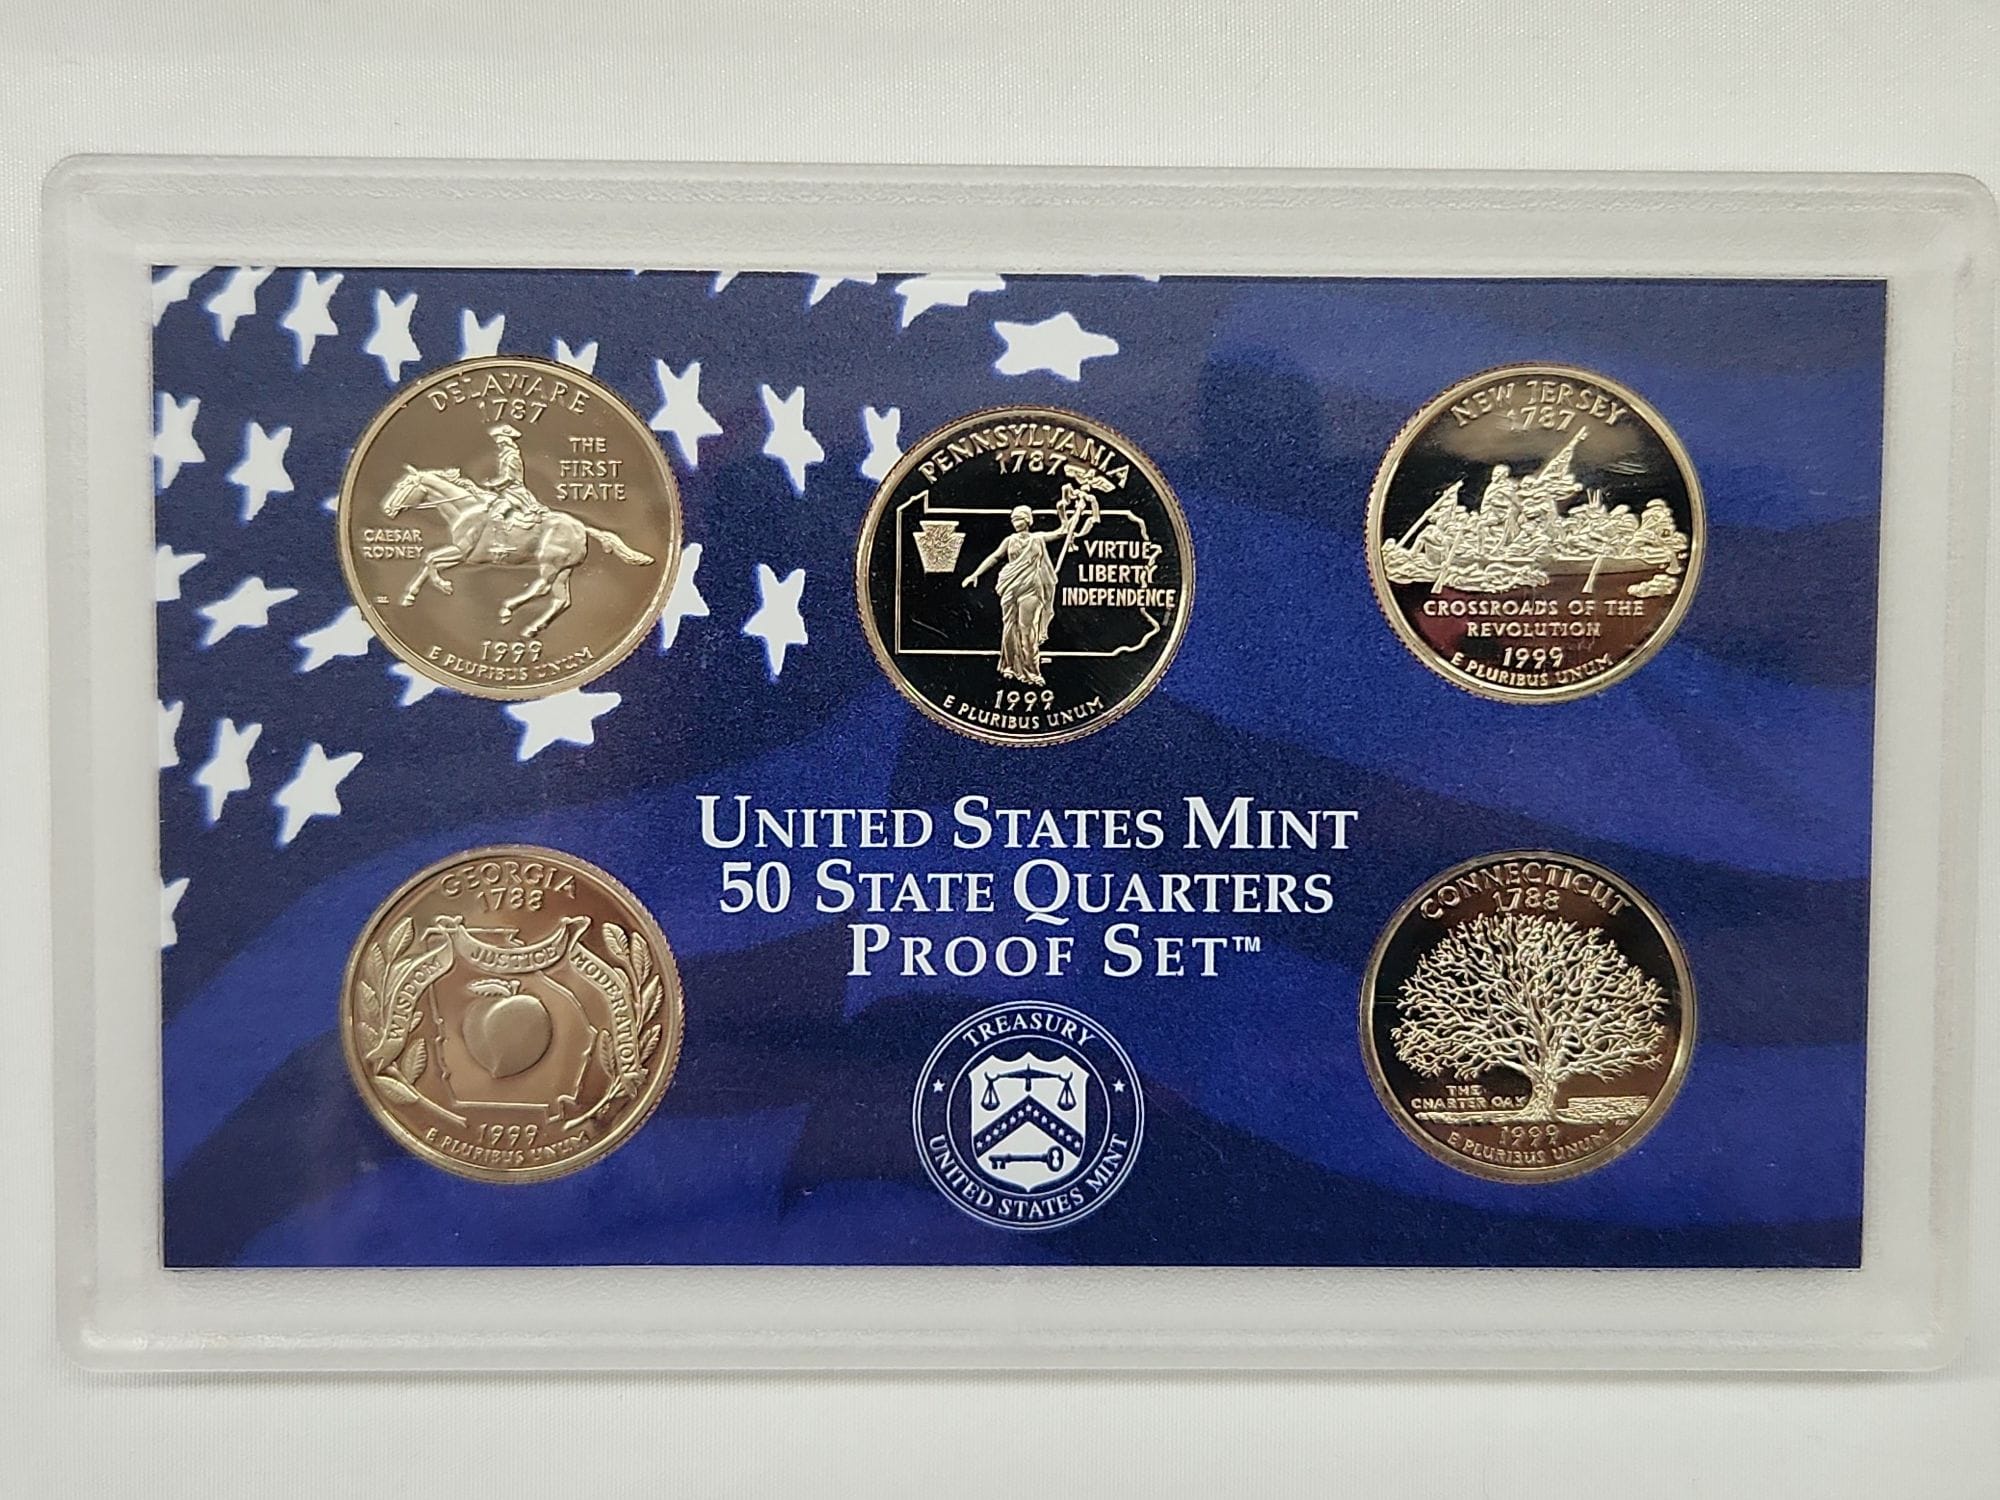 DELAWARE
1787
THE
FIRST
STATE
CAESAR
RODNEY
1999
E PLURIBUS UNUM
PENNSYLVANIA
1787
VIRTUE
LIBERTY
INDEPENDENCE
1999
E PLURIBUS UNUM
NEW JERSEY
1787
CROSSROADS OF THE
REVOLUTION
1999
E PLURIBUS UNUM
UNITED STATES MINT
50 STATE QUARTERS
PROOF SET™
GEORGIA
1788
WISDOM
JUSTICE
MODERATION
1999
E PLURIBUS UNUM
TREASURY
UNITED STATES MINT
CONNECTICUT
1788
THE
CHARTER OAK
1999
E PLURIBUS UNUM